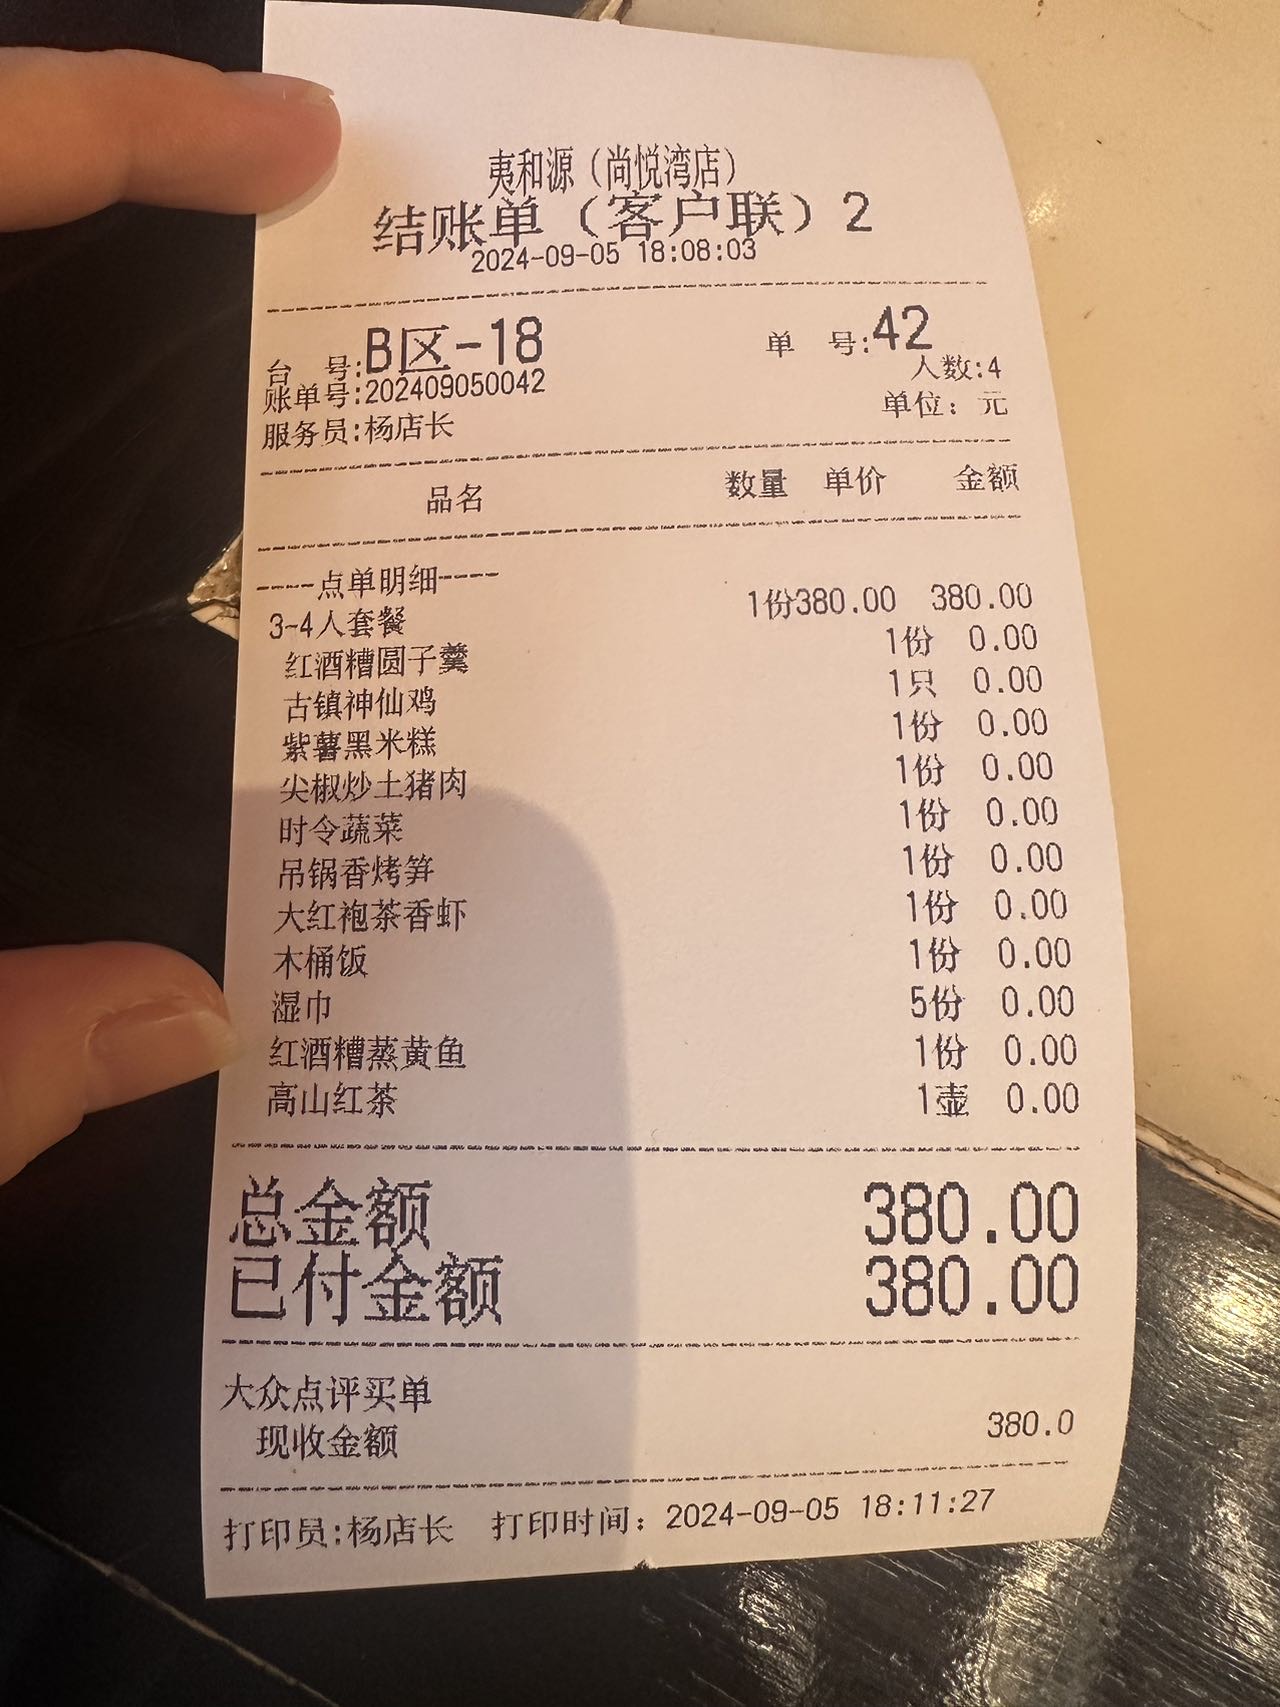 夷和源（尚悦湾店）
结账单（客户联）2
2024-09-05 18:08:03
台 号:B区-18 单 号:42
账单号:202409050042 人数:4
服务员:杨店长 单位：元
品名 数量 单价 金额
----点单明细----
3-4人套餐 1份380.00 380.00
红酒糟圆子羹 1份 0.00
古镇神仙鸡 1只 0.00
紫薯黑米糕 1份 0.00
尖椒炒土猪肉 1份 0.00
时令蔬菜 1份 0.00
吊锅香烤笋 1份 0.00
大红袍茶香虾 1份 0.00
木桶饭 1份 0.00
湿巾 5份 0.00
红酒糟蒸黄鱼 1份 0.00
高山红茶 1壶 0.00
总金额 380.00
已付金额 380.00
大众点评买单
现收金额 380.0
打印员:杨店长 打印时间：2024-09-05 18:11:27